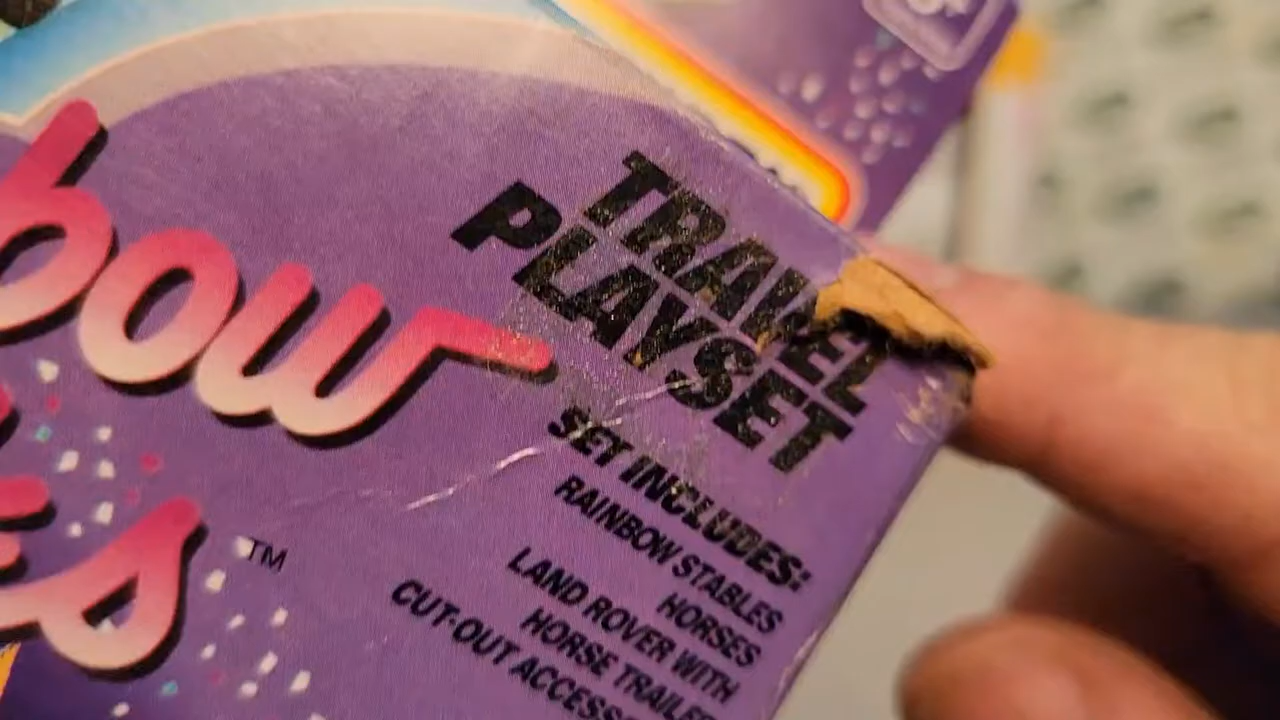 bow
TRAVEL
PLAYSET
SET INCLUDES:
RAINBOW STABLES
HORSES
LAND ROVER WITH
HORSE TRAILER
CUT-OUT ACCESS
TM